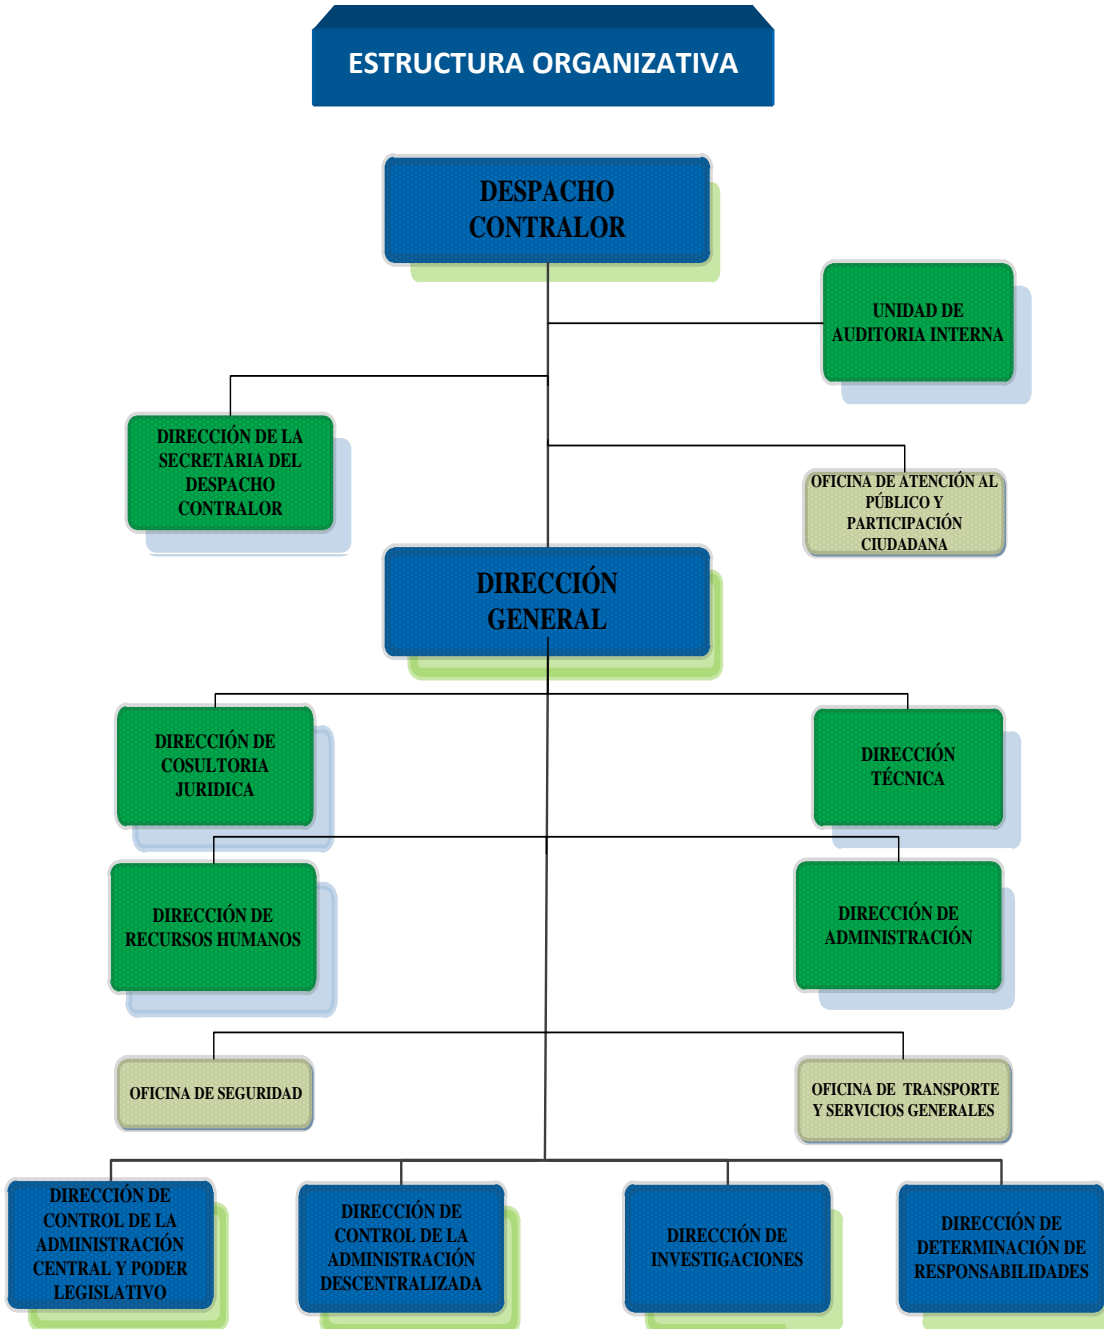 ESTRUCTURA ORGANIZATIVA
DESPACHO
CONTRALOR
UNIDAD DE
AUDITORIA INTERNA
DIRECCIÓN DE LA
SECRETARIA DEL
DESPACHO
CONTRALOR
OFICINA DE ATENCIÓN AL
PÚBLICO Y
PARTICIPACIÓN
CIUDADANA
DIRECCIÓN
GENERAL
DIRECCIÓN DE
COSULTORIA
JURIDICA
DIRECCIÓN
TÉCNICA
DIRECCIÓN DE
RECURSOS HUMANOS
DIRECCIÓN DE
ADMINISTRACIÓN
OFICINA DE SEGURIDAD
OFICINA DE TRANSPORTE
Y SERVICIOS GENERALES
DIRECCIÓN DE
CONTROL DE LA
ADMINISTRACIÓN
CENTRAL Y PODER
LEGISLATIVO
DIRECCIÓN DE
CONTROL DE LA
ADMINISTRACIÓN
DESCENTRALIZADA
DIRECCIÓN DE
INVESTIGACIONES
DIRECCIÓN DE
DETERMINACIÓN DE
RESPONSABILIDADES